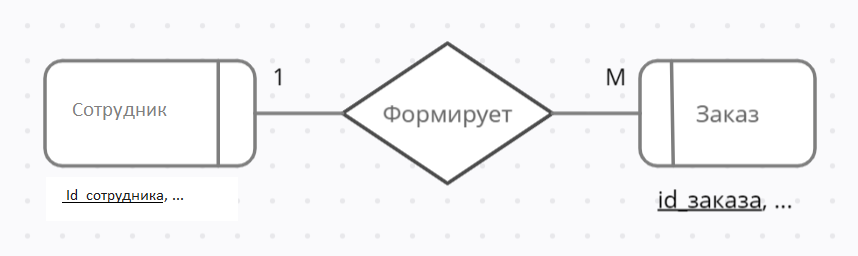 1
M
Сотрудник
Формирует
Заказ
Id_сотрудника, ...
id_заказа, ...